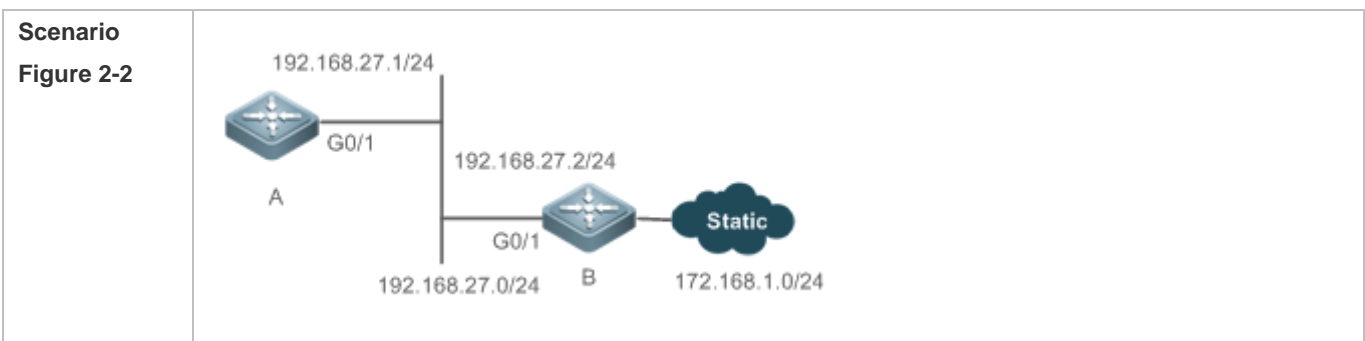 Scenario
Figure 2-2
192.168.27.1/24
G0/1
A
192.168.27.2/24
G0/1
B
Static
192.168.27.0/24
172.168.1.0/24